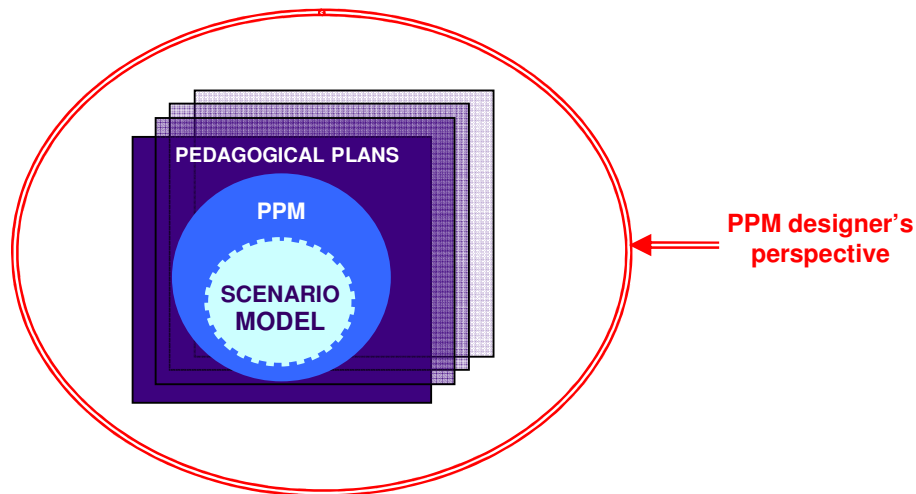 PEDAGOGICAL PLANS
PPM
SCENARIO
MODEL
PPM designer's
perspective